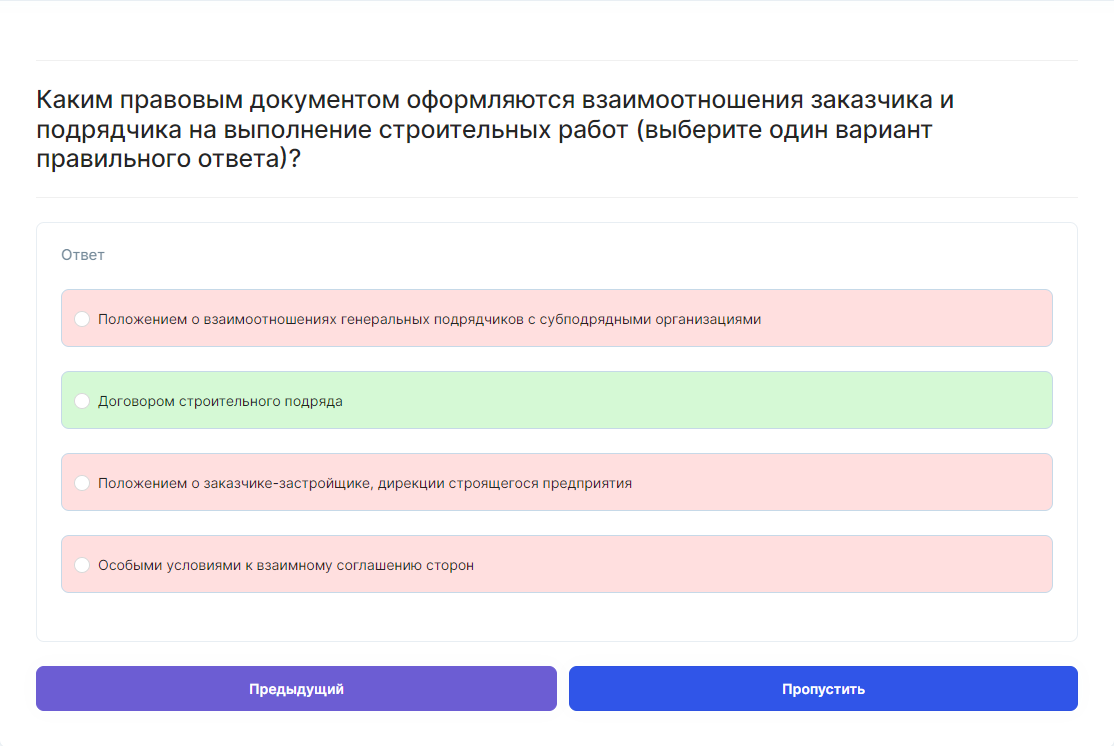 Каким правовым документом оформляются взаимоотношения заказчика и
подрядчика на выполнение строительных работ (выберите один вариант
правильного ответа)?
Ответ
Положением о взаимоотношениях генеральных подрядчиков с субподрядными организациями
Договором строительного подряда
Положением о заказчике-застройщике, дирекции строящегося предприятия
Особыми условиями к взаимному соглашению сторон
Предыдущий
Пропустить